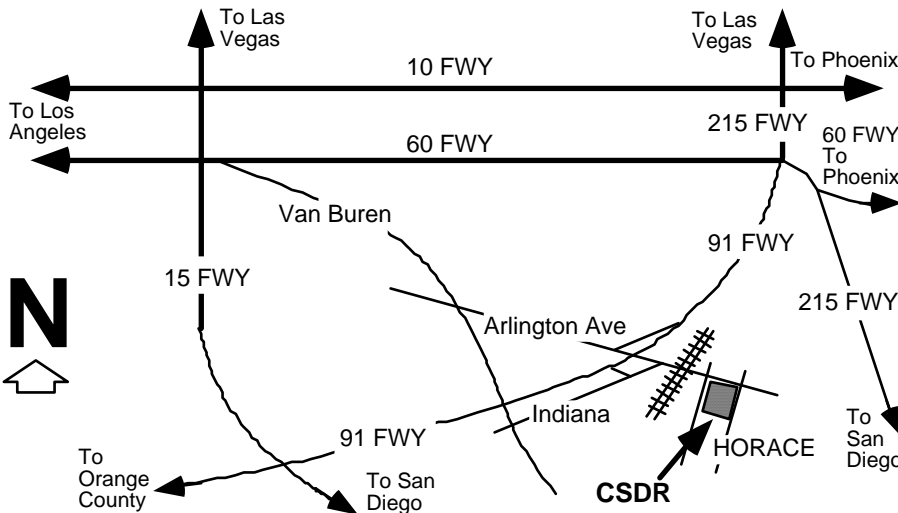 To Las
Vegas
To Las
Vegas
10 FWY
To Phoenix
To Los
Angeles
215 FWY
60 FWY
60 FWY
To
Phoenix
Van Buren
91 FWY
15 FWY
215 FWY
N
Arlington Ave
Indiana
HORACE
91 FWY
To
Orange
County
To San
Diego
CSDR
To
San
Diego